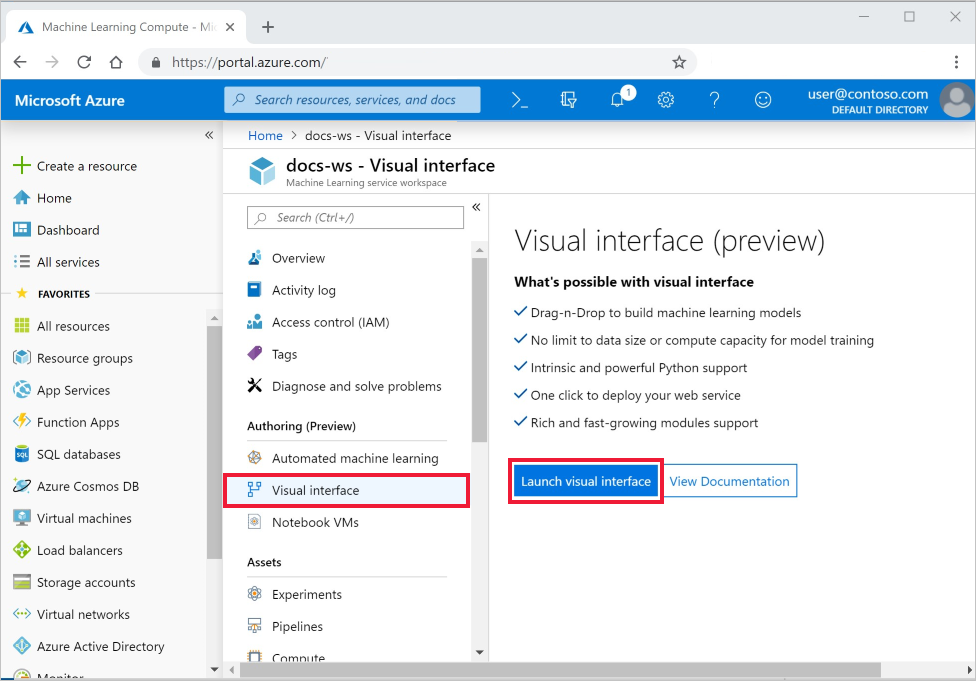 Machine Learning Compute - Mi
https://portal.azure.com/
Microsoft Azure
Search resources, services, and docs
1
user@contoso.com
DEFAULT DIRECTORY
Create a resource
Home
Dashboard
All services
FAVORITES
All resources
Resource groups
App Services
Function Apps
SQL databases
Azure Cosmos DB
Virtual machines
Load balancers
Storage accounts
Virtual networks
Azure Active Directory
Monitor
Home > docs-ws - Visual interface
docs-ws - Visual interface
Machine Learning service workspace
Search (Ctrl+/)
Overview
Activity log
Access control (IAM)
Tags
Diagnose and solve problems
Authoring (Preview)
Automated machine learning
Visual interface
Notebook VMs
Assets
Experiments
Pipelines
Compute
Visual interface (preview)
What's possible with visual interface
Drag-n-Drop to build machine learning models
No limit to data size or compute capacity for model training
Intrinsic and powerful Python support
One click to deploy your web service
Rich and fast-growing modules support
Launch visual interface
View Documentation